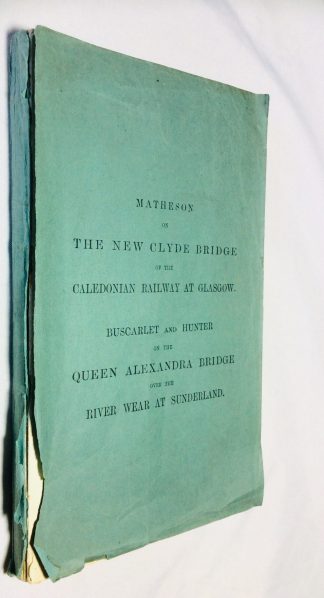 MATHESON
ON
THE NEW CLYDE BRIDGE
OF THE
CALEDONIAN RAILWAY AT GLASGOW.
BUSCARLET AND HUNTER
ON THE
QUEEN ALEXANDRA BRIDGE
OVER THE
RIVER WEAR AT SUNDERLAND.